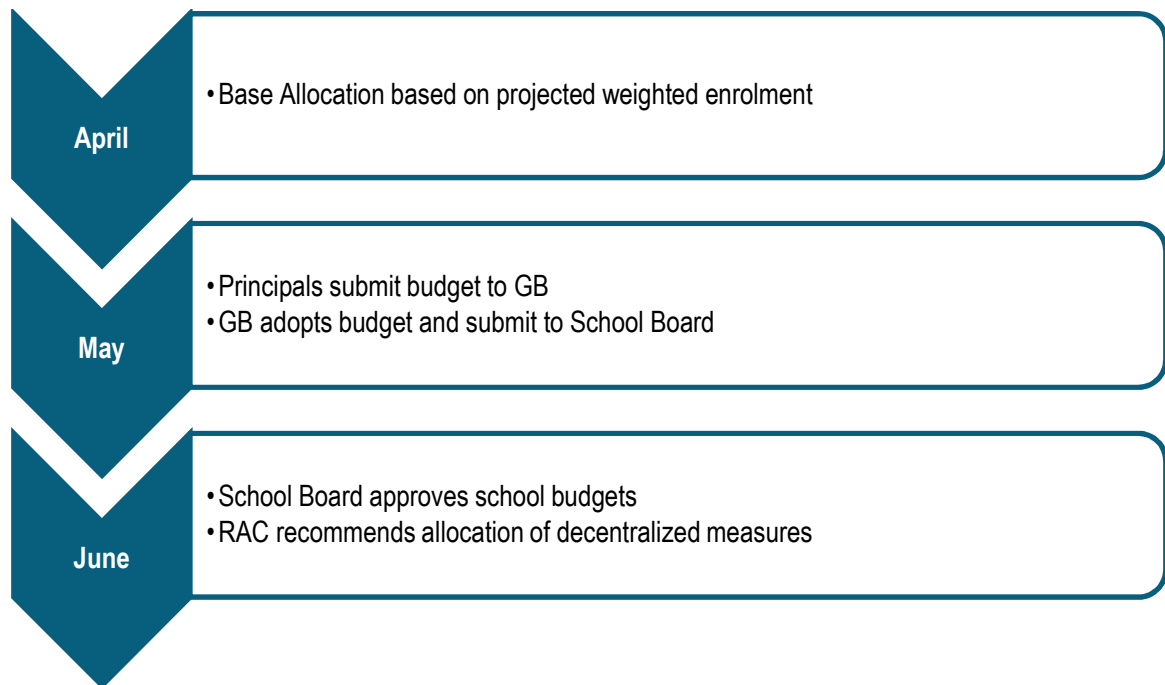 April
•Base Allocation based on projected weighted enrolment
May
•Principals submit budget to GB
•GB adopts budget and submit to School Board
June
•School Board approves school budgets
•RAC recommends allocation of decentralized measures